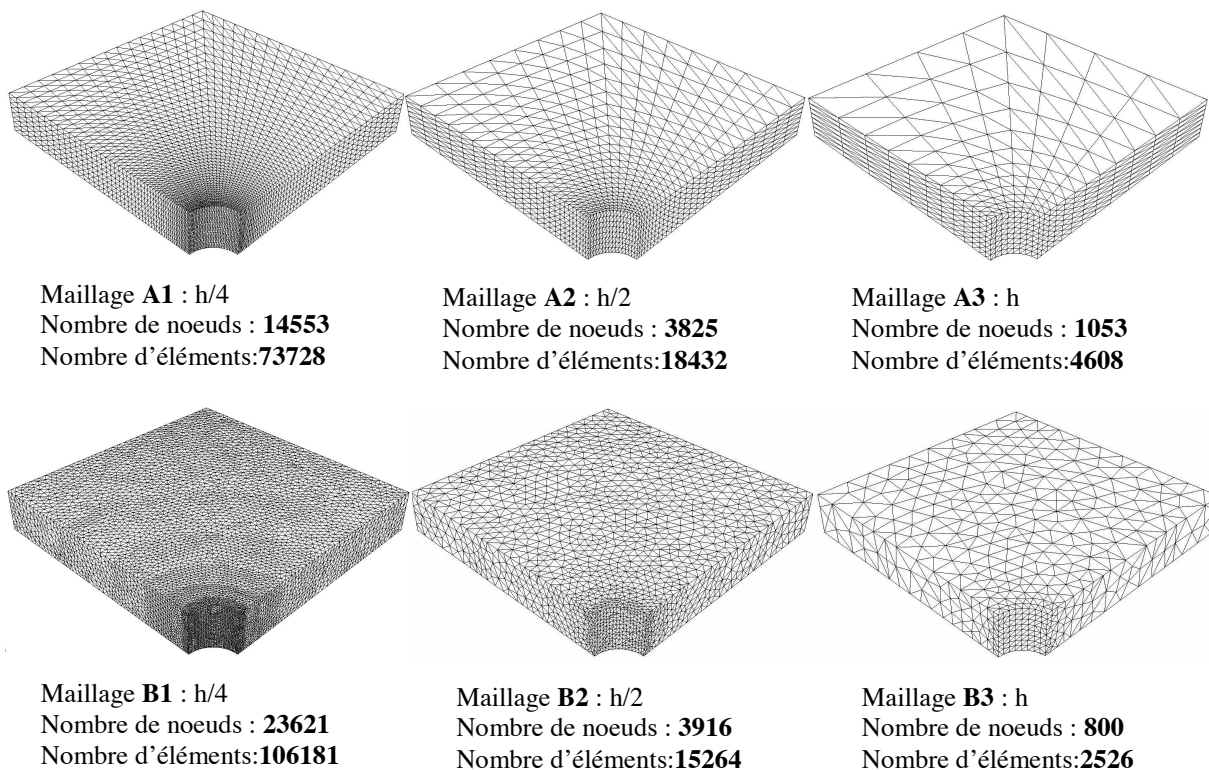 Maillage A1 : h/4
Nombre de noeuds : 14553
Nombre d'éléments:73728
Maillage A2 : h/2
Nombre de noeuds : 3825
Nombre d'éléments:18432
Maillage A3 : h
Nombre de noeuds : 1053
Nombre d'éléments:4608
Maillage B1 : h/4
Nombre de noeuds : 23621
Nombre d'éléments:106181
Maillage B2 : h/2
Nombre de noeuds : 3916
Nombre d'éléments:15264
Maillage B3 : h
Nombre de noeuds : 800
Nombre d'éléments:2526